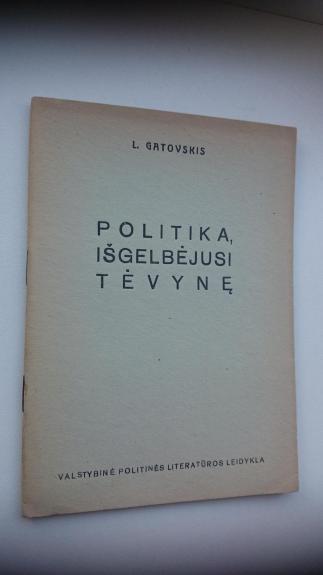 L. GATOVSKIS
POLITIKA,
IŠGELBĖJUSI
TĖVYNĘ
VALSTYBINĖ POLITINĖS LITERATŪROS LEIDYKLA